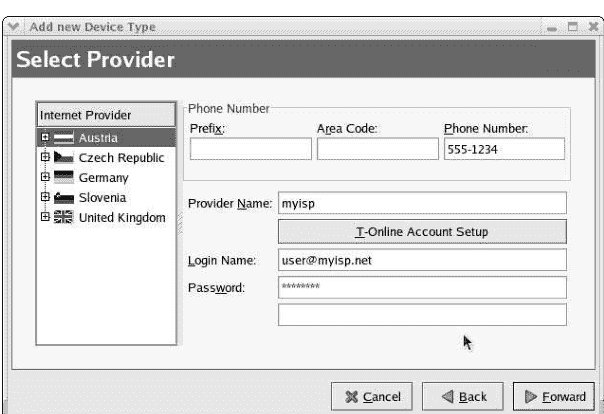 Add new Device Type
Select Provider
Internet Provider
Austria
Czech Republic
Germany
Slovenia
United Kingdom
Phone Number
Prefix:
Area Code:
Phone Number:
555-1234
Provider Name:
myisp
T-Online Account Setup
Login Name:
user@myisp.net
Password:
********
Cancel
Back
Forward